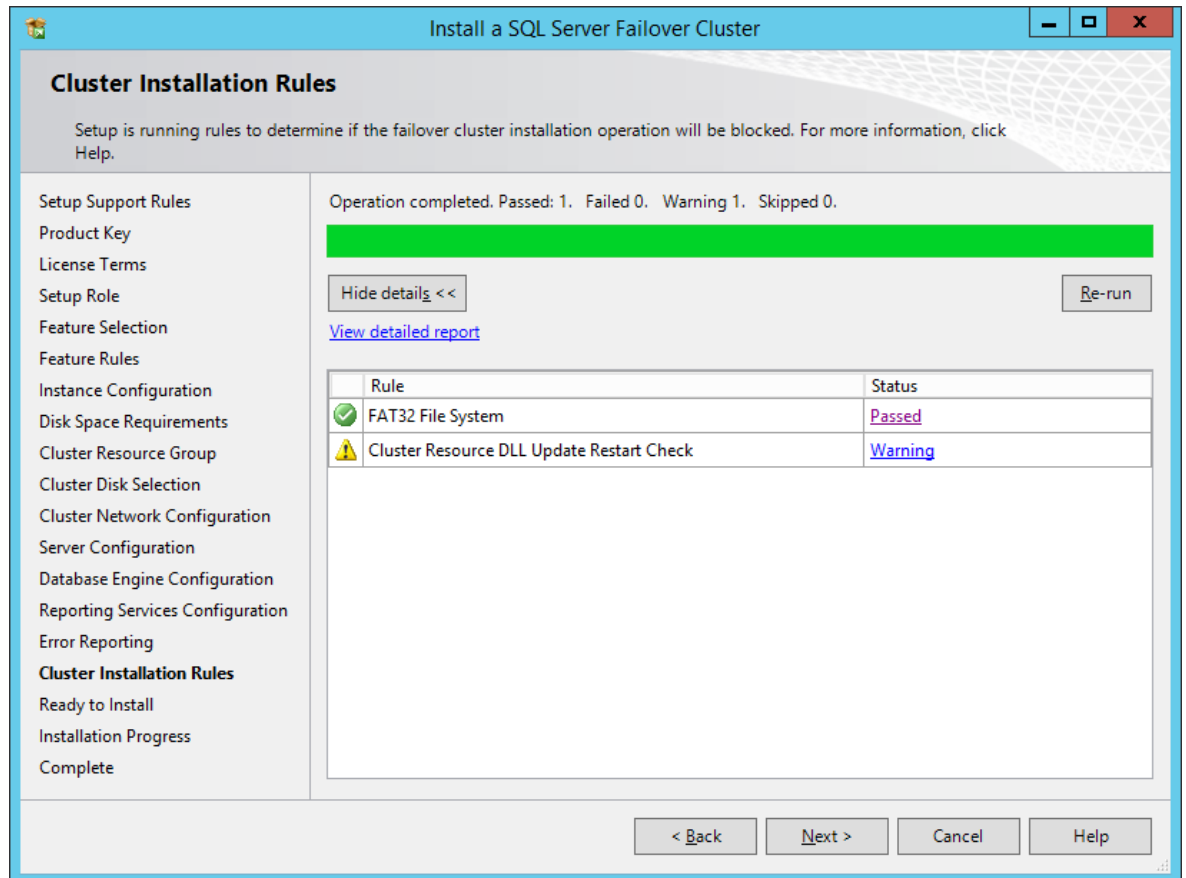 Install a SQL Server Failover Cluster
Cluster Installation Rules
Setup is running rules to determine if the failover cluster installation operation will be blocked. For more information, click
Help.
Setup Support Rules
Product Key
License Terms
Setup Role
Feature Selection
Feature Rules
Instance Configuration
Disk Space Requirements
Cluster Resource Group
Cluster Disk Selection
Cluster Network Configuration
Server Configuration
Database Engine Configuration
Reporting Services Configuration
Error Reporting
Cluster Installation Rules
Ready to Install
Installation Progress
Complete
Operation completed. Passed: 1. Failed 0. Warning 1. Skipped 0.
Hide details << Re-run
View detailed report
Rule Status
FAT32 File System Passed
Cluster Resource DLL Update Restart Check Warning
< Back Next > Cancel Help